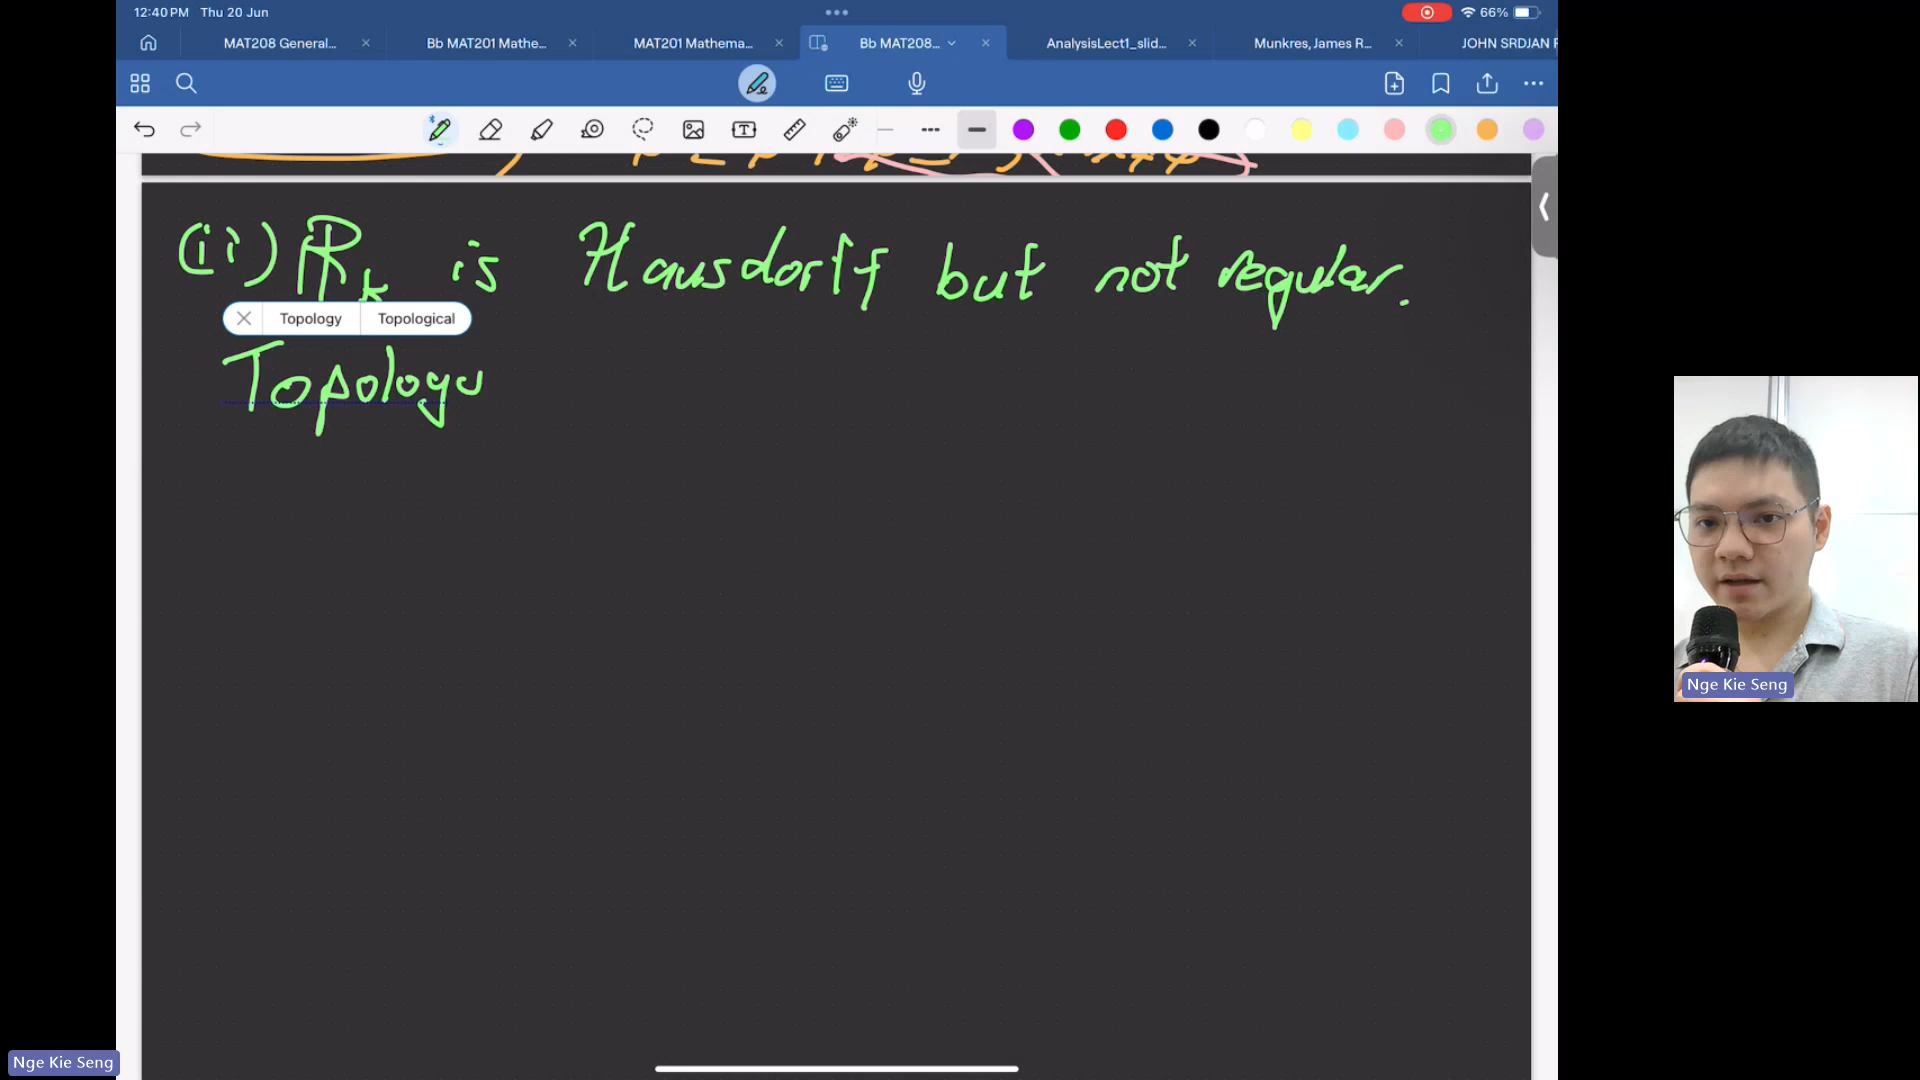 12:40 PM Thu 20 Jun
66%
MAT208 General...
Bb MAT201 Mathe...
MAT201 Mathema...
Bb MAT208...
AnalysisLect1_slid...
Munkres, James R...
JOHN SRDJAN
(ii) ℝₖ is Hausdorff but not regular.
Topology Topological
Topology
Nge Kie Seng
Nge Kie Seng